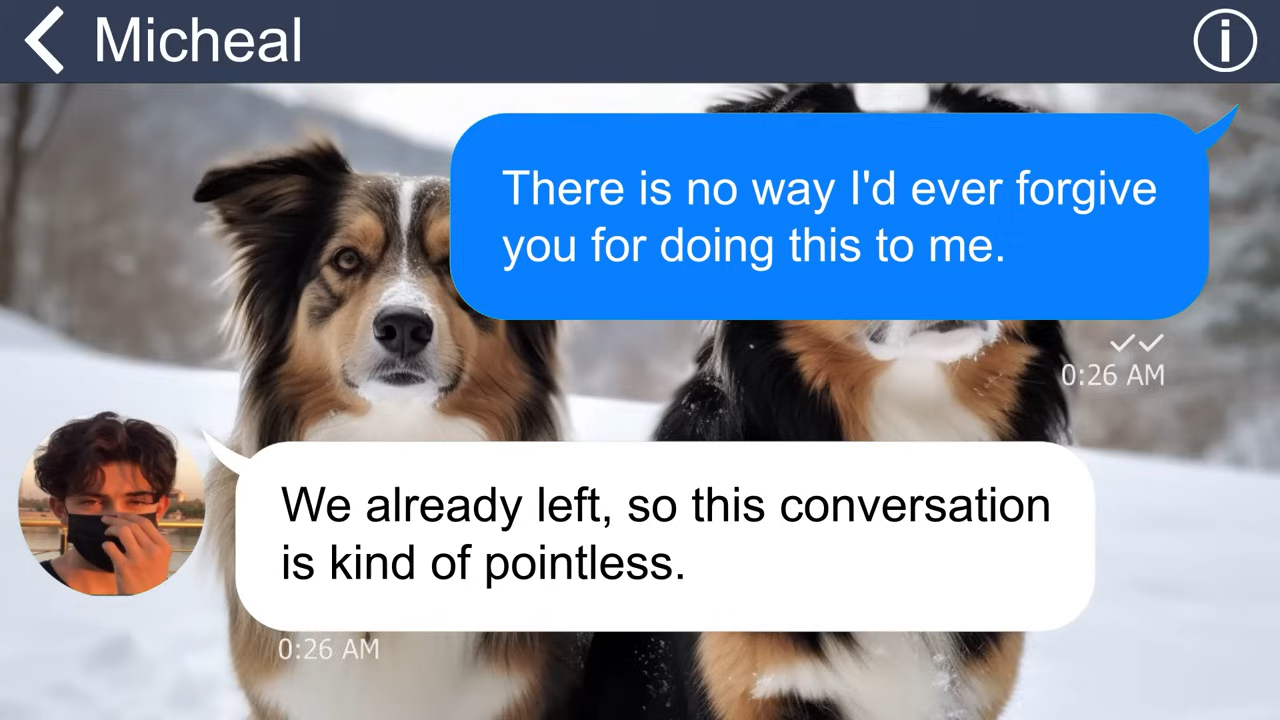 Micheal
There is no way I'd ever forgive
you for doing this to me.
0:26 AM
We already left, so this conversation
is kind of pointless.
0:26 AM